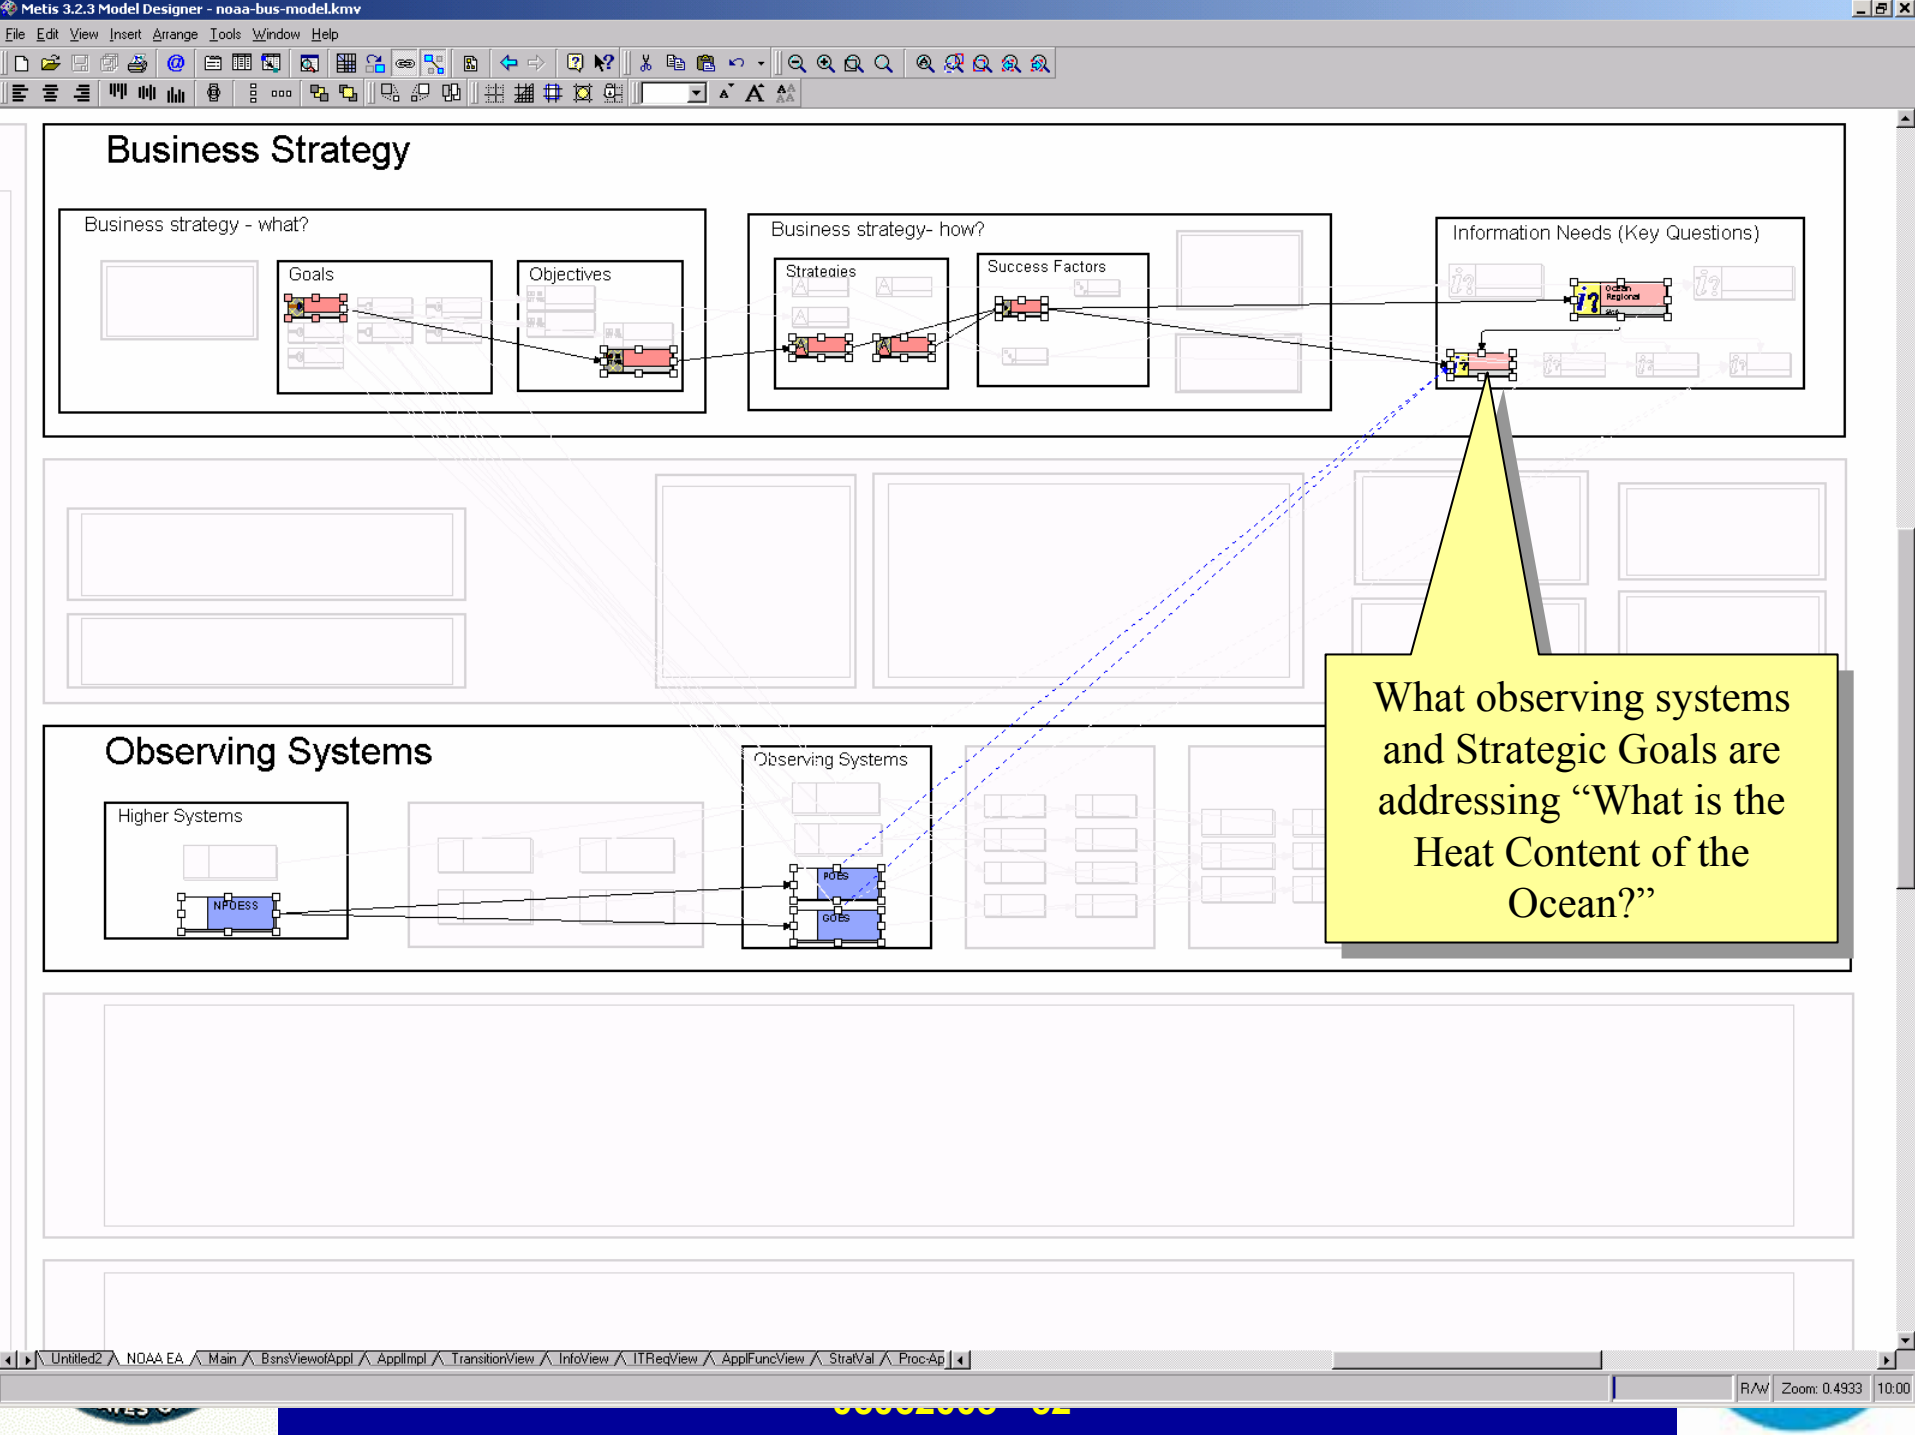 Metis 3.2.3 Model Designer - noaa-bus-model.kmv
File Edit View Insert Arrange Tools Window Help
Business Strategy
Business strategy - what?
Goals
Objectives
Business strategy- how?
Strategies
Success Factors
Information Needs (Key Questions)
Ocean
Regional
What observing systems
and Strategic Goals are
addressing “What is the
Heat Content of the
Ocean?”
Observing Systems
Higher Systems
NPOESS
Observing Systems
POES
GOES
Untitled2 NOAA EA Main BsnsViewofAppl ApplImpl TransitionView InfoView ITReqView ApplFuncView StratVal Proc-Ap
R/W Zoom: 0.4933 10:00